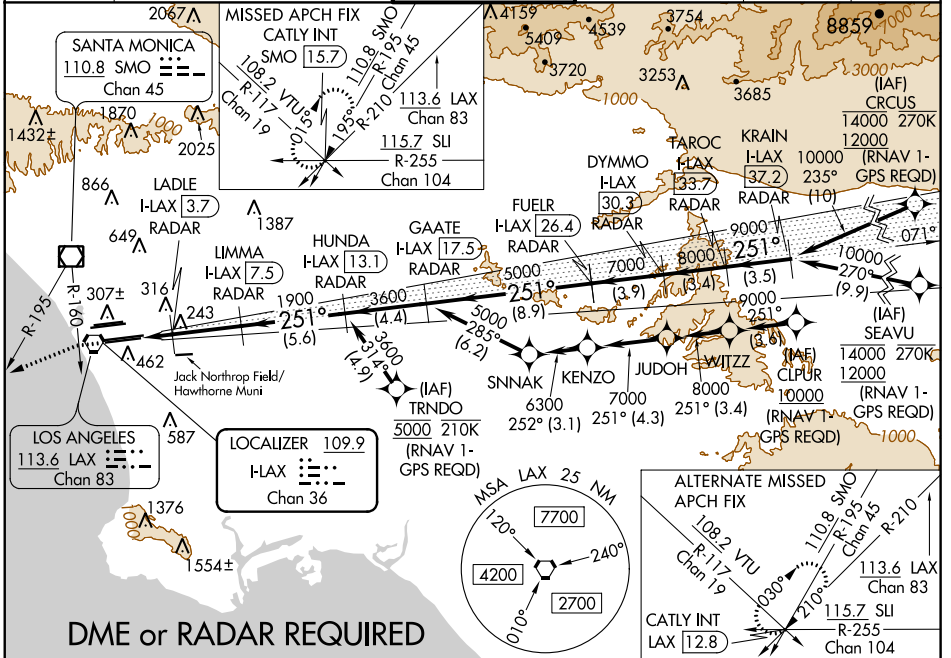 2067
MISSED APCH FIX
CATLY INT
SMO 15.7
110.8 SMO
R-195
Chan 45
R-210
108.2 VTU
R-117
Chan 19
015°
195°
113.6 LAX
Chan 83
115.7 SLI
R-255
Chan 104
4159
5409
4539
3754
3720
3253
3685
8859
7000
3000
1000
1000
SANTA MONICA
110.8 SMO
Chan 45
1432±
1870
1000
2025
866
649
1387
316
243
307±
462
587
1376
1554±
R-195
R-160
LADLE
I-LAX 3.7
RADAR
LIMMA
I-LAX 7.5
RADAR
HUNDA
I-LAX 13.1
RADAR
GAATE
I-LAX 17.5
RADAR
FUELR
I-LAX 26.4
RADAR
DYMMO
I-LAX
30.3
RADAR
TAROC
I-LAX
33.7
RADAR
KRAIN
I-LAX
37.2
RADAR
10000
235°
(10)
(IAF)
CRCUS
14000 270K
12000
(RNAV 1-
GPS REQD)
071°
10000
270°
(9.9)
(IAF)
SEAVU
14000 270K
12000
(RNAV 1-
GPS REQD)
9000
251°
(3.5)
8000
(3.4)
7000
(3.9)
5000
251°
(8.9)
3600
(4.4)
1900
251°
(5.6)
5000
285°
(6.2)
3600
314°
(4.9)
(IAF)
TRNDO
5000 210K
(RNAV 1-
GPS REQD)
SNNAK
KENZO
JUDOH
WITZZ
(IAF)
CLPUR
10000
(RNAV 1-
GPS REQD)
6300
252° (3.1)
7000
251° (4.3)
8000
251° (3.4)
9000
251°
(3.6)
1000
Jack Northrop Field/
Hawthorne Muni
LOS ANGELES
113.6 LAX
Chan 83
LOCALIZER 109.9
I-LAX
Chan 36
MSA LAX 25 NM
120°
240°
010°
7700
4200
2700
ALTERNATE MISSED
APCH FIX
108.2 VTU
R-117
Chan 19
110.8 SMO
R-195
Chan 45
R-210
030°
210°
113.6 LAX
Chan 83
115.7 SLI
R-255
Chan 104
CATLY INT
LAX 12.8
DME or RADAR REQUIRED